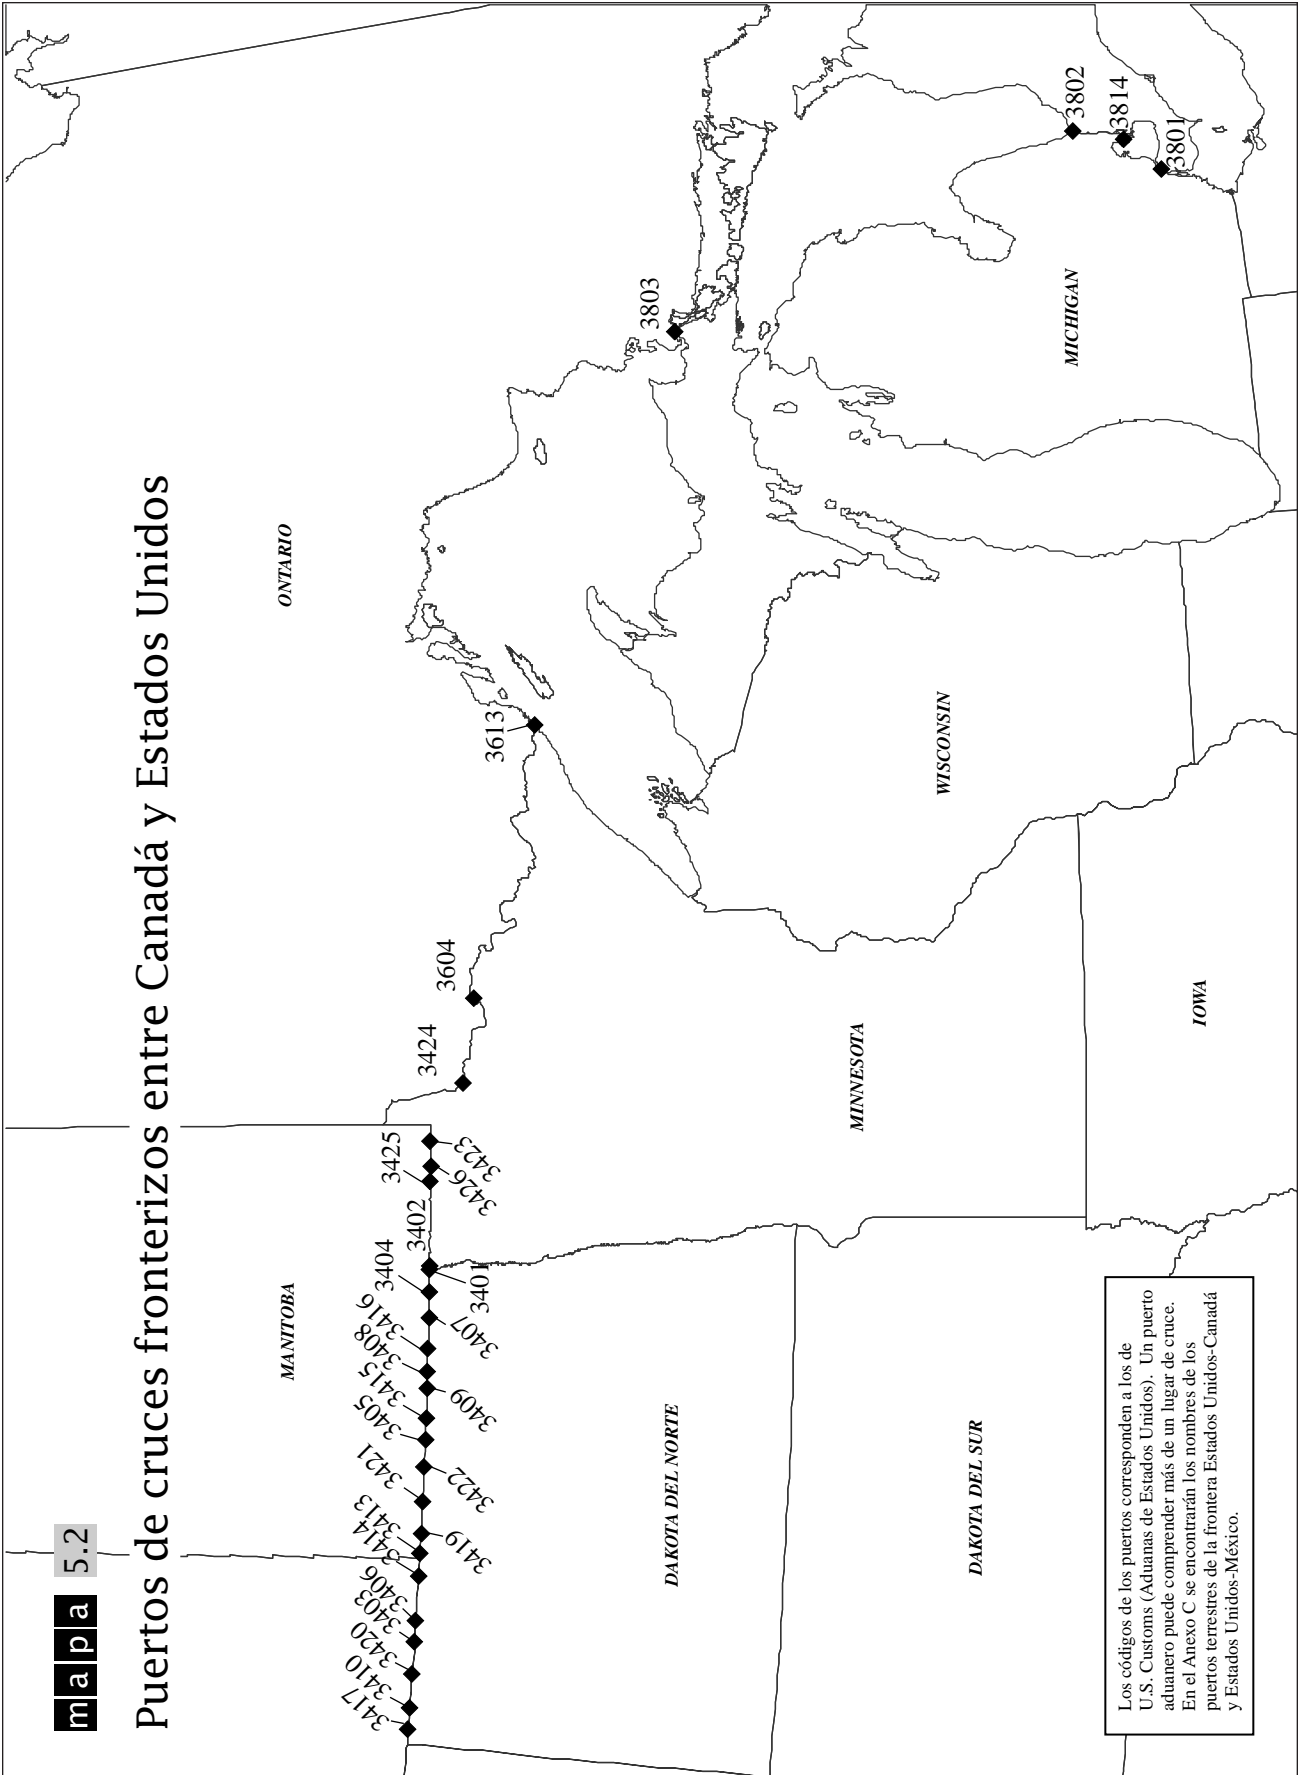 mapa 5.2
Puertos de cruces fronterizos entre Canadá y Estados Unidos
MANITOBA
ONTARIO
3417
3410
3420
3403
3406
3414
3413
3419
3421
3422
3405
3415
3409
3408
3416
3407
3404
3401
3402
3425
3426
3423
3424
3604
3613
3803
3802
3814
3801
DAKOTA DEL NORTE
DAKOTA DEL SUR
MINNESOTA
WISCONSIN
MICHIGAN
IOWA
Los códigos de los puertos corresponden a los de
U.S. Customs (Aduanas de Estados Unidos). Un puerto
aduanero puede comprender más de un lugar de cruce.
En el Anexo C se encontrarán los nombres de los
puertos terrestres de la frontera Estados Unidos-Canadá
y Estados Unidos-México.